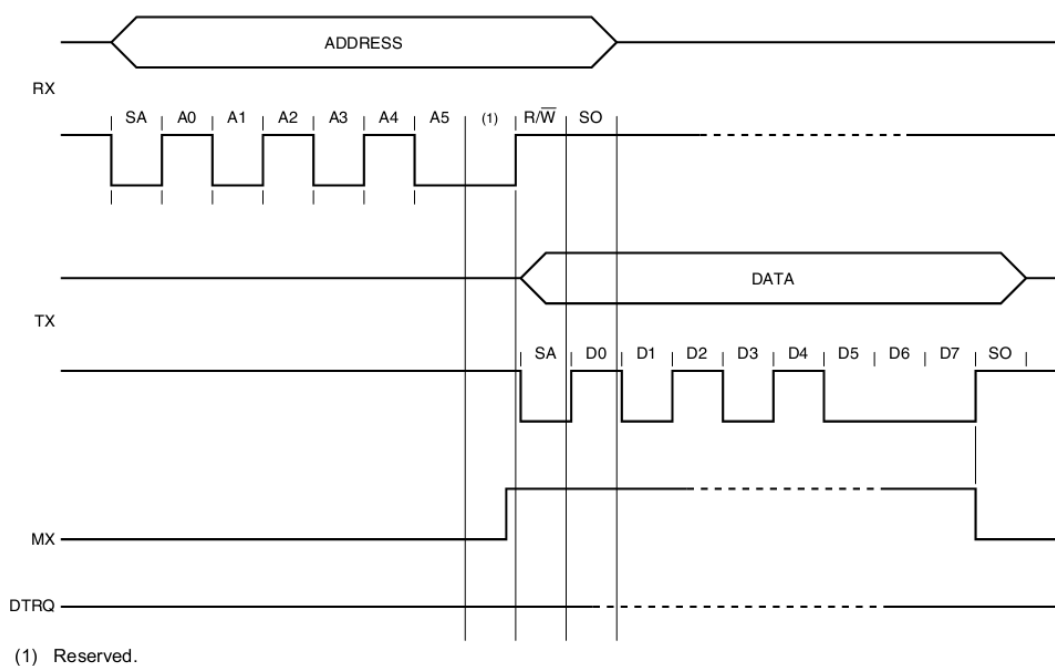 ADDRESS
RX
SA A0 A1 A2 A3 A4 A5 (1) R/W̅ SO
DATA
TX
SA D0 D1 D2 D3 D4 D5 D6 D7 SO
MX
DTRQ
(1) Reserved.